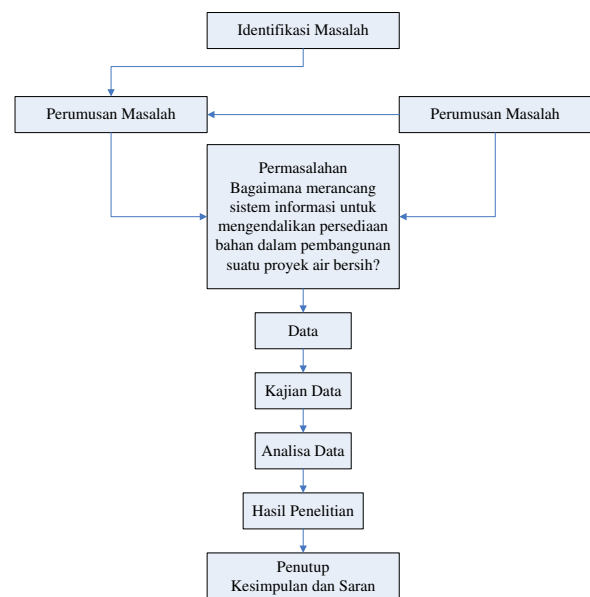 Identifikasi Masalah
Perumusan Masalah
Perumusan Masalah
Permasalahan
Bagaimana merancang
sistem informasi untuk
mengendalikan persediaan
bahan dalam pembangunan
suatu proyek air bersih?
Data
Kajian Data
Analisa Data
Hasil Penelitian
Penutup
Kesimpulan dan Saran